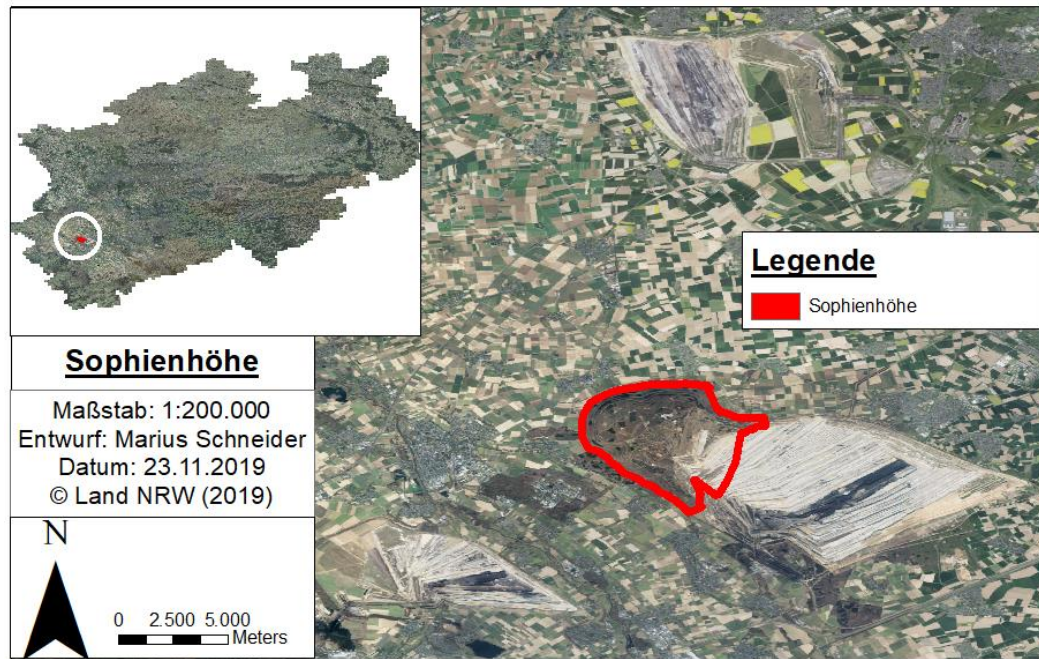 Legende
Sophienhöhe
Sophienhöhe
Maßstab: 1:200.000
Entwurf: Marius Schneider
Datum: 23.11.2019
© Land NRW (2019)
N
0 2.500 5.000
Meters